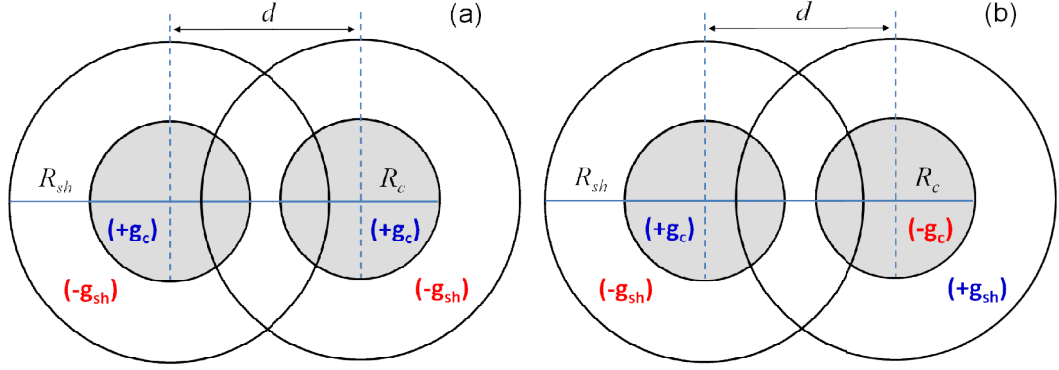 d (a)
R_sh R_c
(+g_c) (+g_c)
(-g_sh) (-g_sh)
d (b)
R_sh R_c
(+g_c) (-g_c)
(-g_sh) (+g_sh)